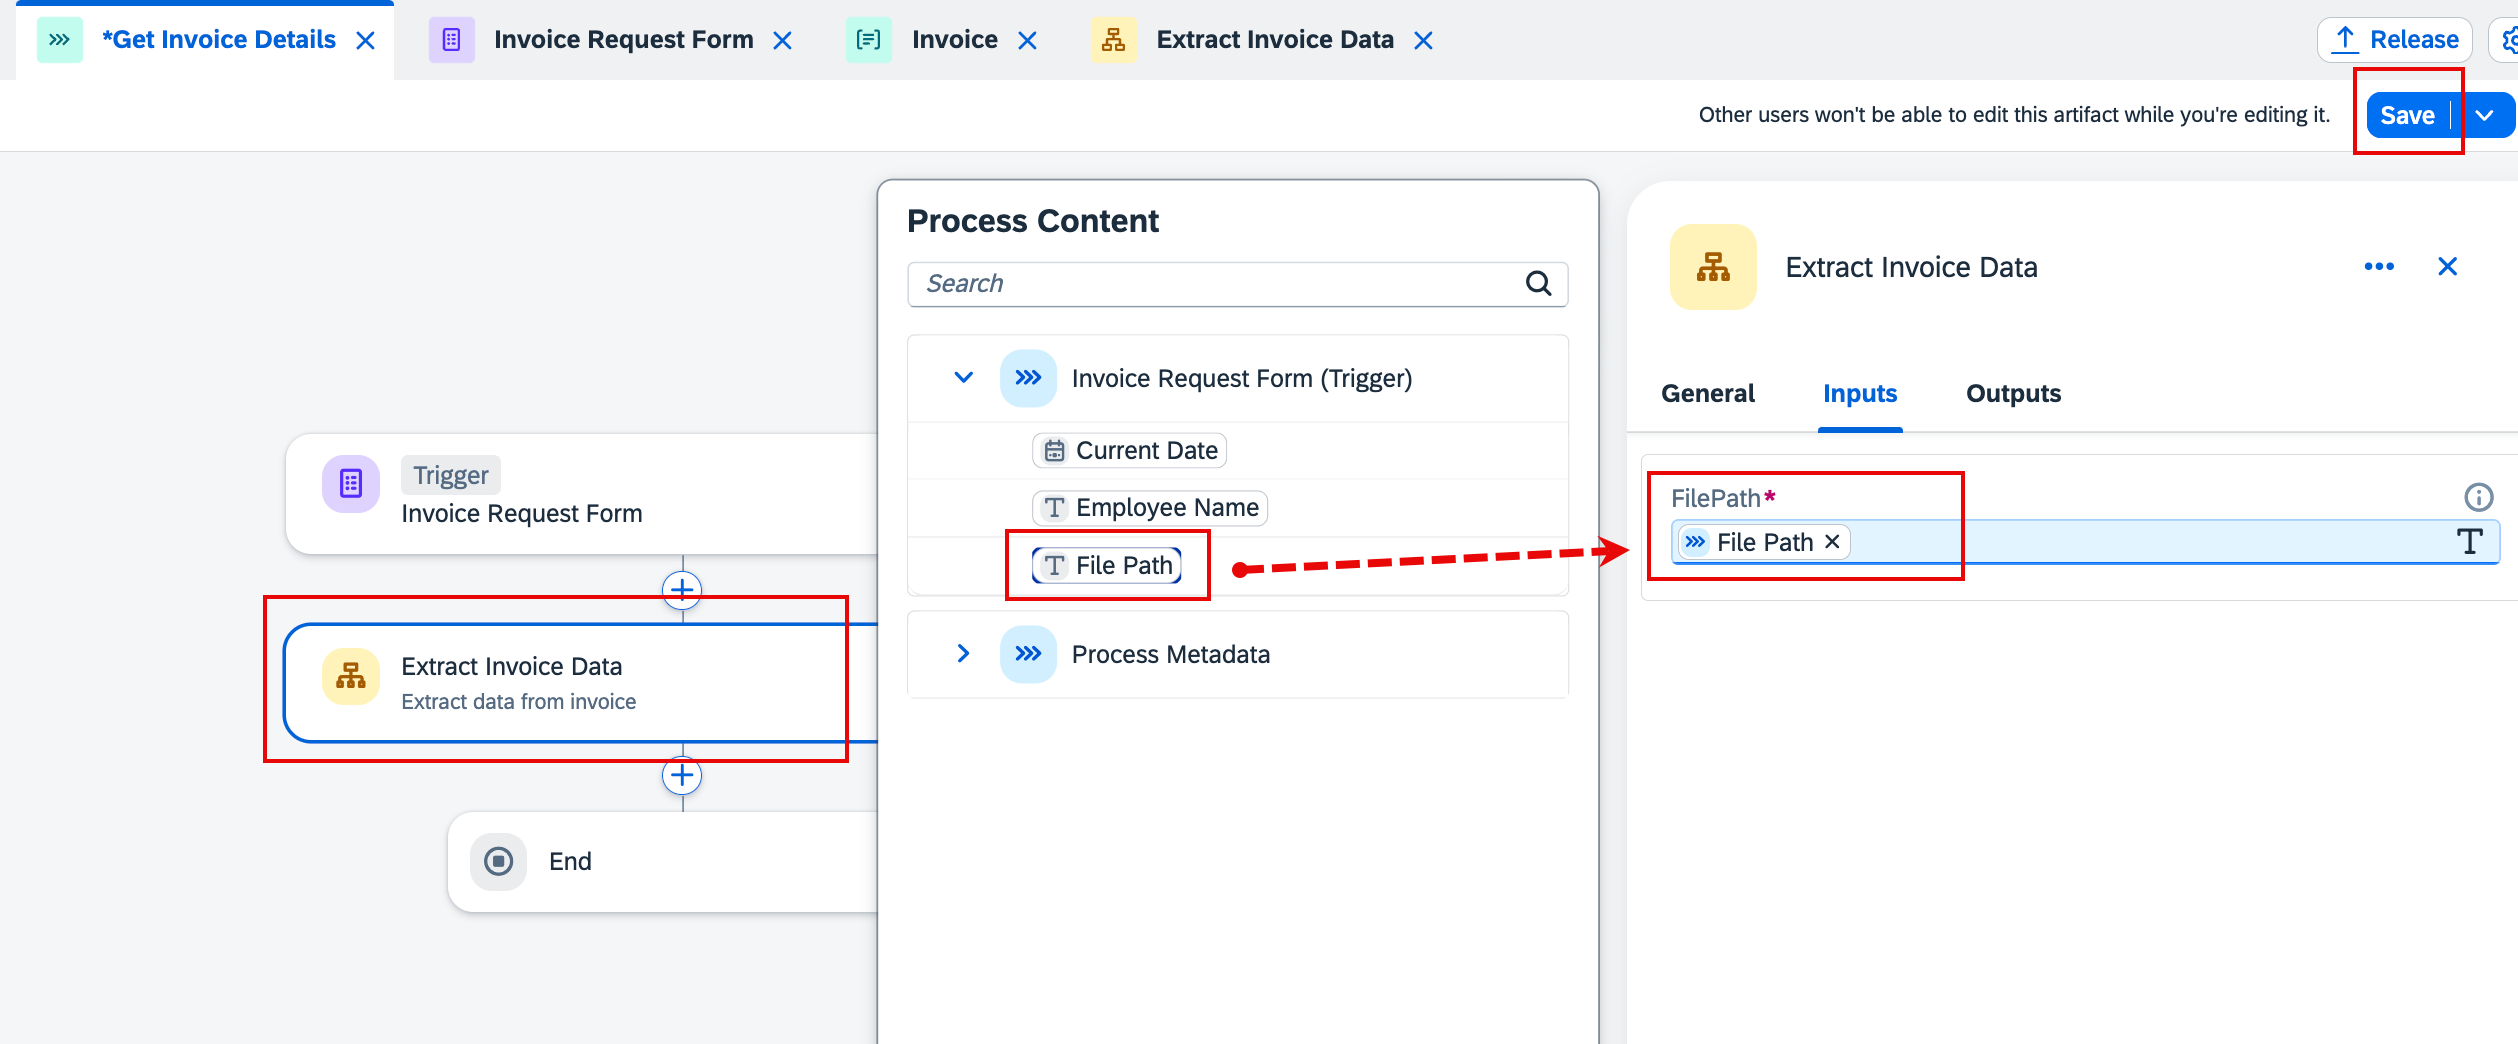 *Get Invoice Details
Invoice Request Form
Invoice
Extract Invoice Data
Release
Other users won't be able to edit this artifact while you're editing it.
Save
Trigger
Invoice Request Form
Extract Invoice Data
Extract data from invoice
End
Process Content
Search
Invoice Request Form (Trigger)
Current Date
Employee Name
File Path
Process Metadata
Extract Invoice Data
General
Inputs
Outputs
FilePath*
File Path